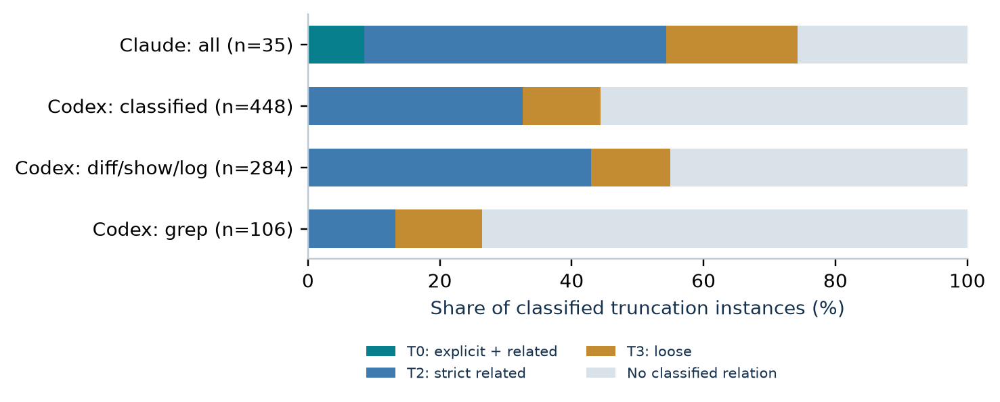 Claude: all (n=35)
Codex: classified (n=448)
Codex: diff/show/log (n=284)
Codex: grep (n=106)
0 20 40 60 80 100
Share of classified truncation instances (%)
T0: explicit + related T3: loose
T2: strict related No classified relation